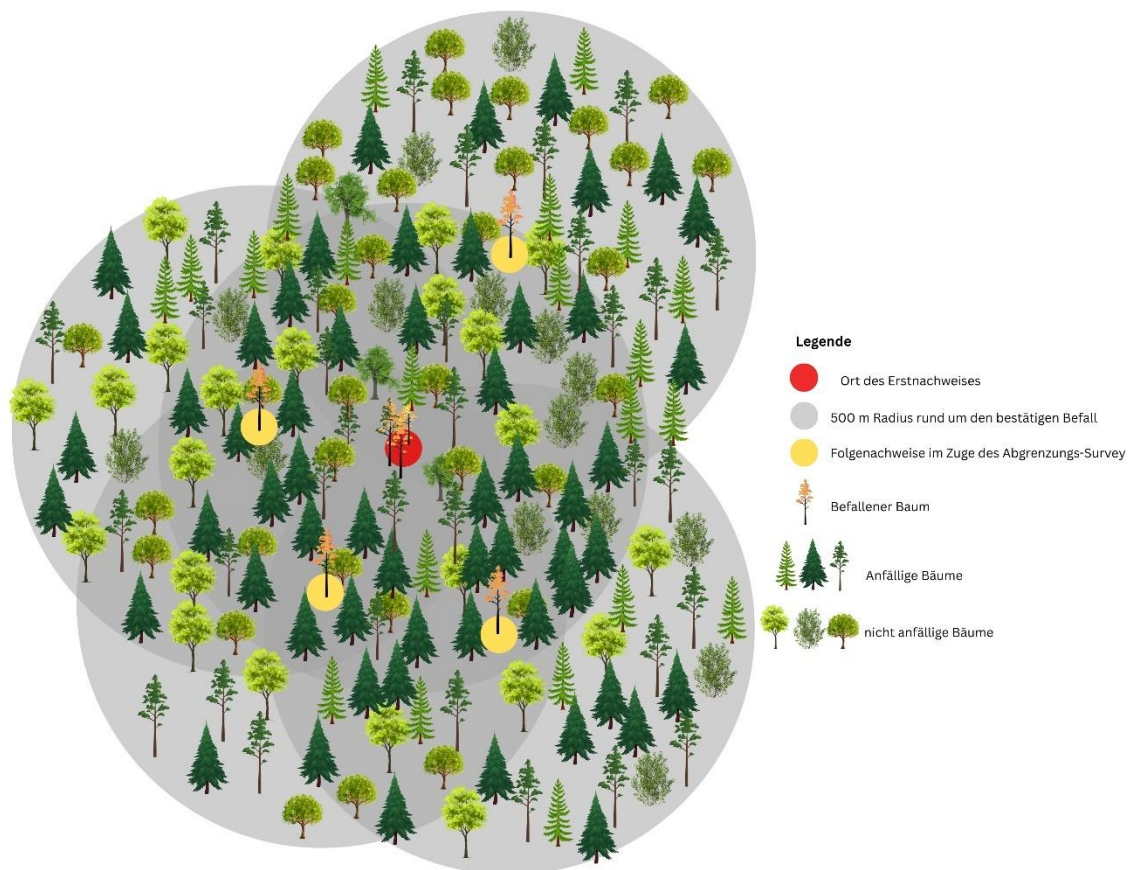 Legende
Ort des Erstnachweises
500 m Radius rund um den bestätigen Befall
Folgenachweise im Zuge des Abgrenzungs-Survey
Befallener Baum
Anfällige Bäume
nicht anfällige Bäume